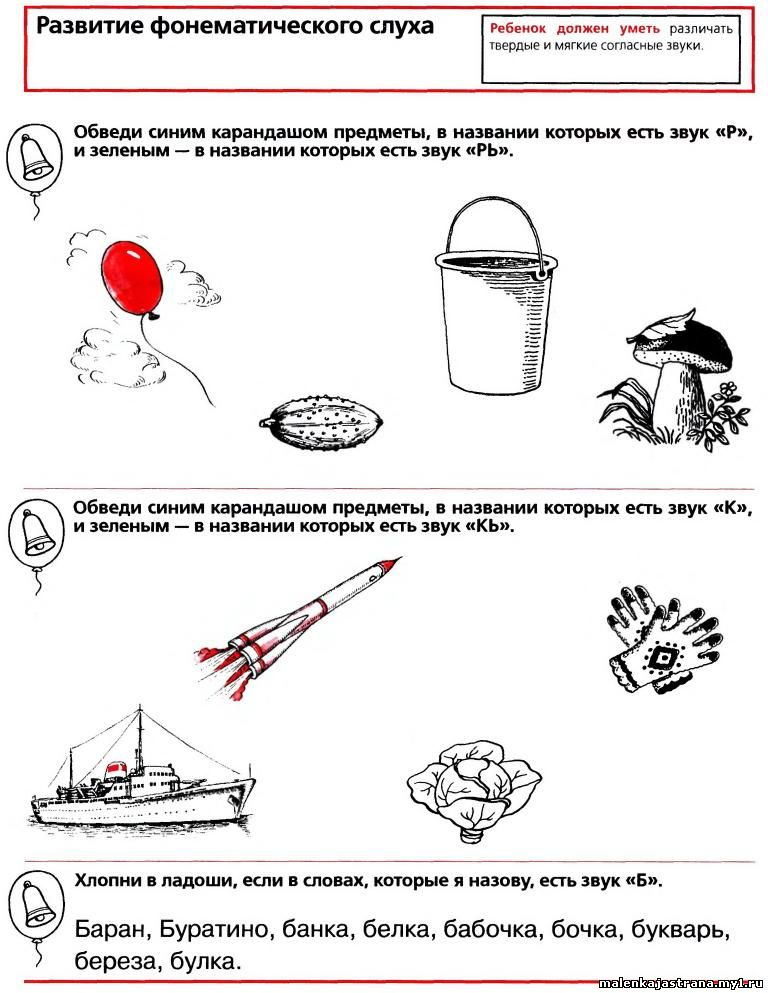 Развитие фонематического слуха
Ребенок должен уметь различать
твердые и мягкие согласные звуки.
Обведи синим карандашом предметы, в названии которых есть звук «Р»,
и зеленым — в названии которых есть звук «РЬ».
Обведи синим карандашом предметы, в названии которых есть звук «К»,
и зеленым — в названии которых есть звук «КЬ».
Хлопни в ладоши, если в словах, которые я назову, есть звук «Б».
Баран, Буратино, банка, белка, бабочка, бочка, букварь,
береза, булка.
malenkajastrana.my1.ru